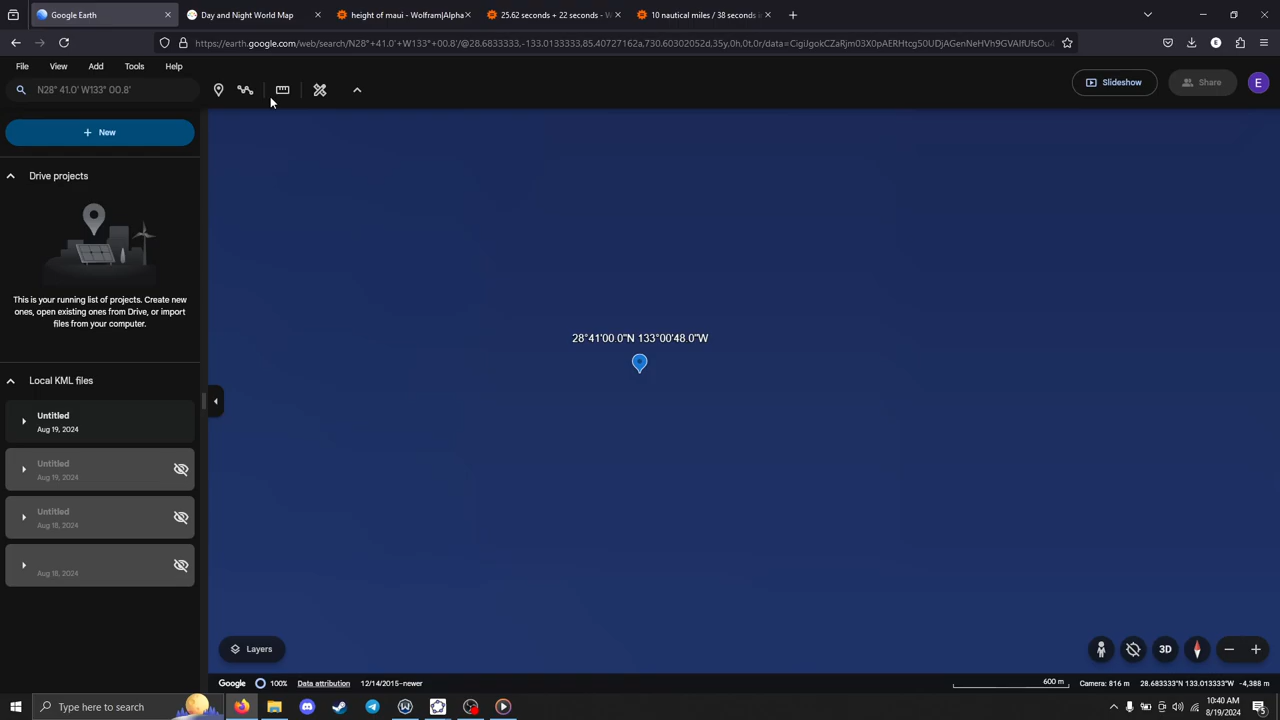 Google Earth
Day and Night World Map
height of maui - Wolfram|Alpha
25.62 seconds + 22 seconds - W
10 nautical miles / 38 seconds
https://earth.google.com/web/search/N28°+41.0'+W133°+00.8'/@28.6833333,-133.0133333,85.40727162a,730.60302052d,35y,0h,0t,0r/data=
E
File
View
Add
Tools
Help
N28° 41.0' W133° 00.8'
Slideshow
Share
E
New
Drive projects
This is your running list of projects. Create new
ones, open existing ones from Drive, or import
files from your computer.
Local KML files
Untitled
Aug 19, 2024
Untitled
Aug 19, 2024
Untitled
Aug 18, 2024
Aug 18, 2024
28°41'00 0"N 133°00'48 0"W
Layers
3D
Google
100%
Data attribution
12/14/2015-newer
600 m
Camera: 816 m
28.683333°N 133.013333°W
-4,388 m
Type here to search
10:40 AM
8/19/2024